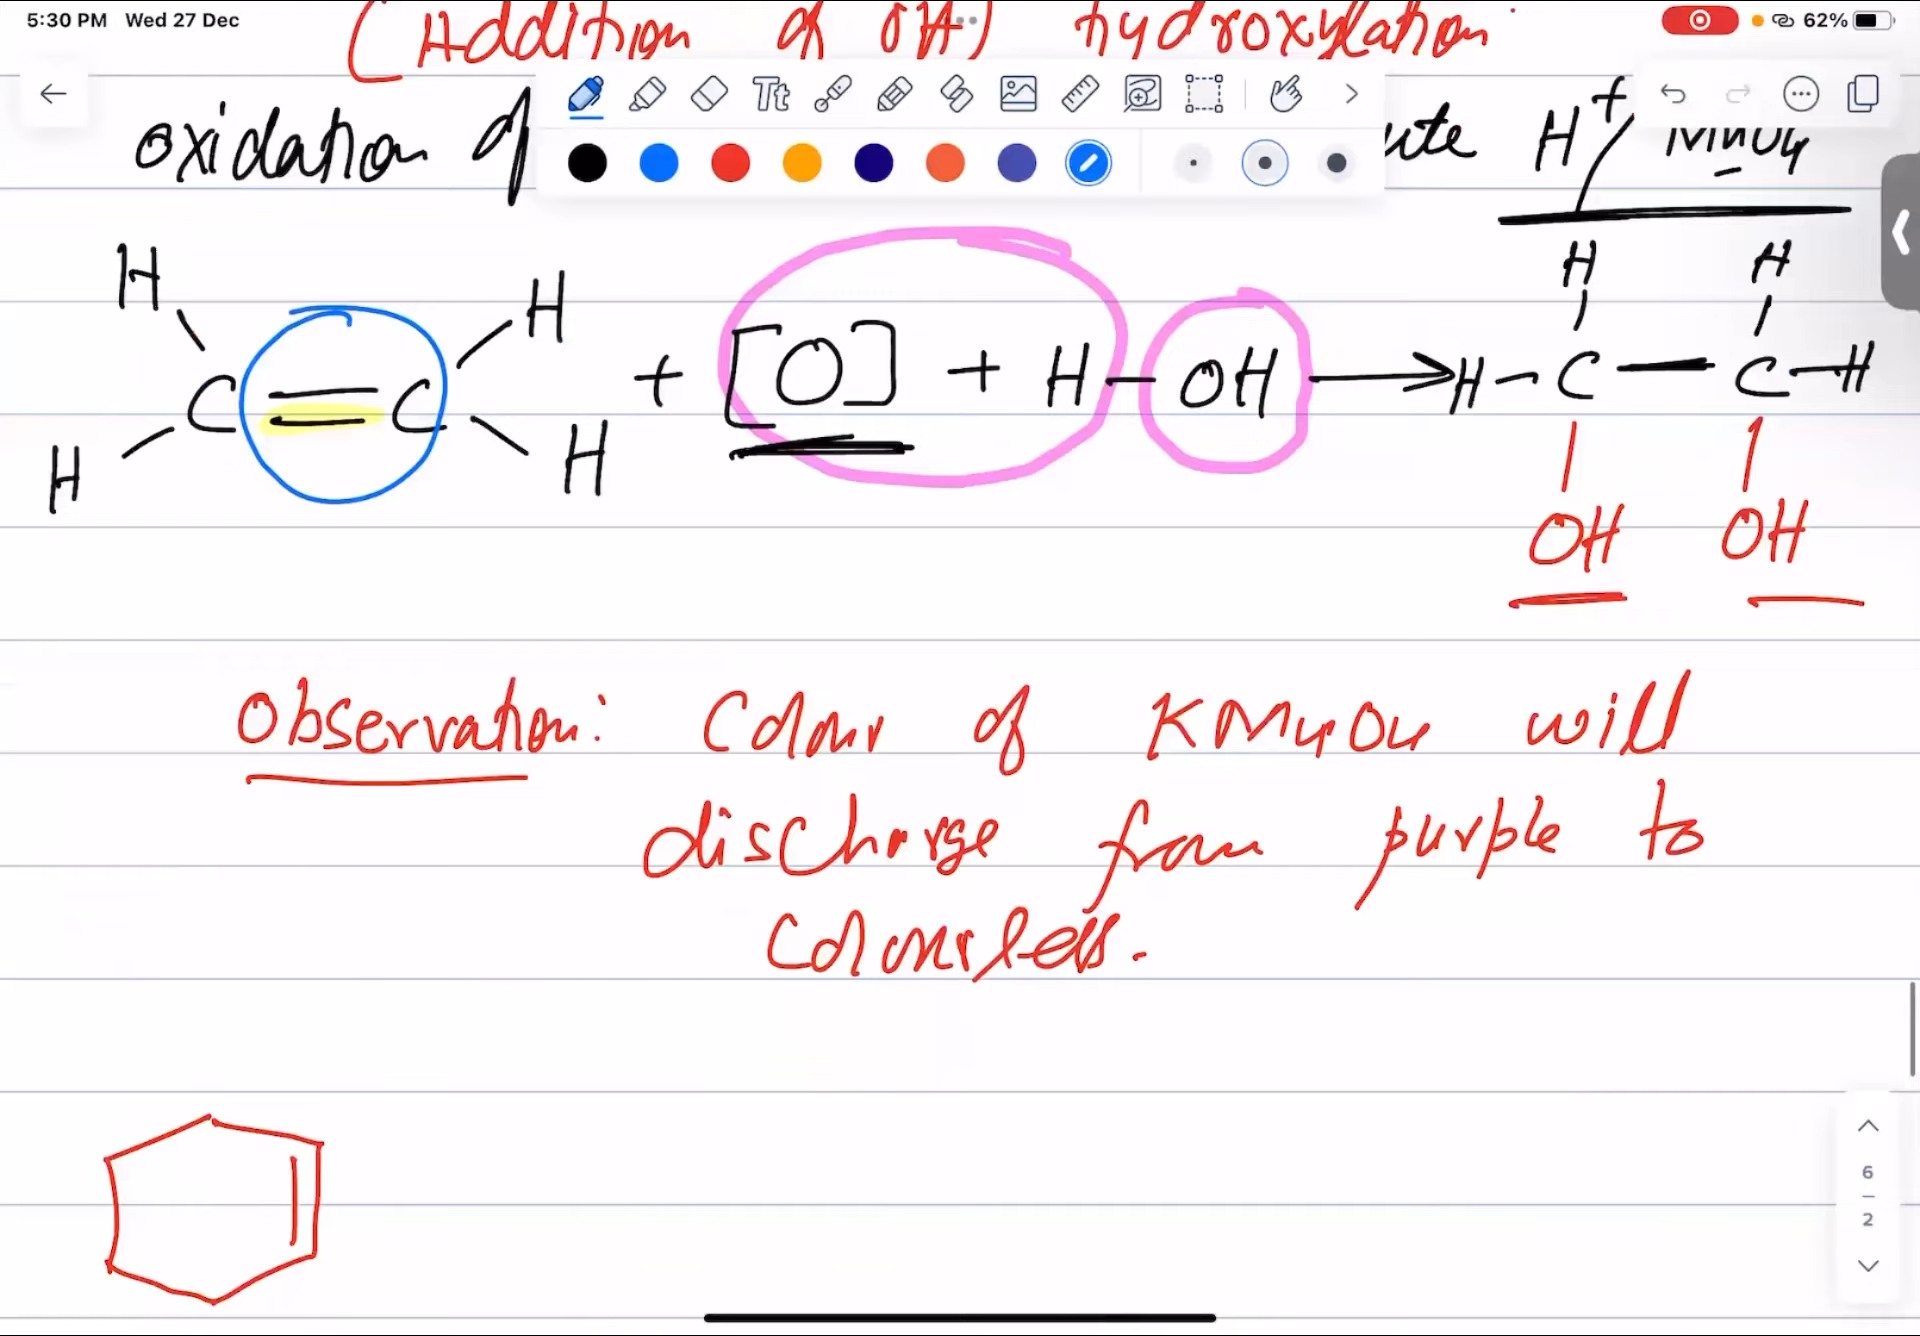 5:30 PM Wed 27 Dec
62%
(Addition of OH) hydroxylation
Tt
oxidation of ute H+/MnO4-
H H H H
C = C + [O] + H - OH → H - C - C - H
H H OH OH
Observation: Colour of KMnO4 will
discharge from purple to
Colourless.
6
2